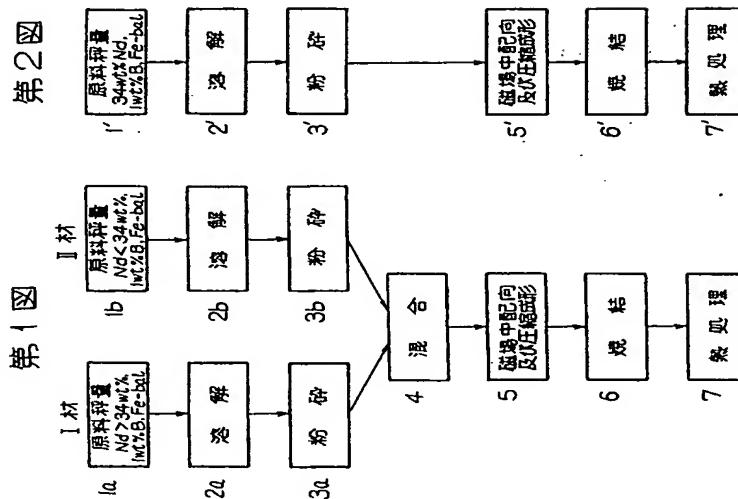 第1図
I材
1a
原料秤量
Nd>34wt%,
1wt%B,Fe-bal
2a
溶解
3a
粉砕
II材
1b
原料秤量
Nd<34wt%,
1wt%B,Fe-bal
2b
溶解
3b
粉砕
4
混合
5
磁場中配向
及び圧縮成形
6
焼結
7
熱処理
第2図
1'
原料秤量
34wt%Nd,
1wt%B,Fe-bal
2'
溶解
3'
粉砕
5'
磁場中配向
及び圧縮成形
6'
焼結
7'
熱処理